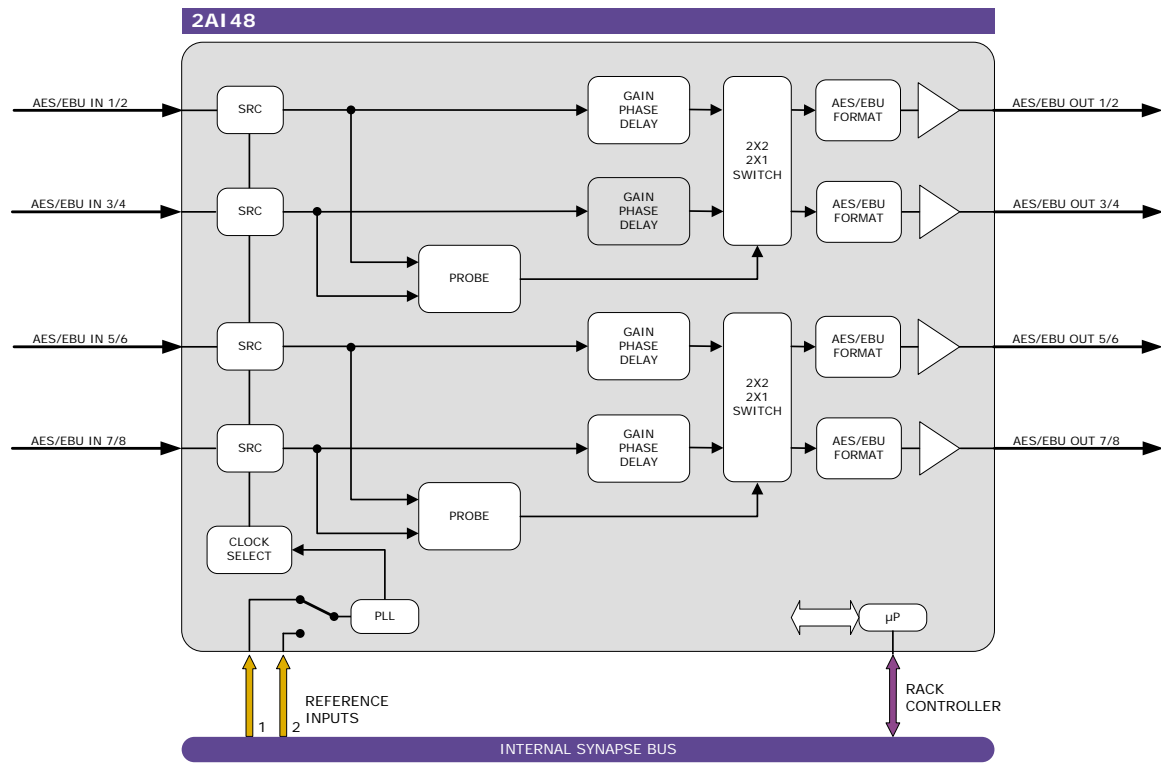 2AI48
AES/EBU IN 1/2
SRC
GAIN
PHASE
DELAY
2X2
2X1
SWITCH
AES/EBU
FORMAT
AES/EBU OUT 1/2
AES/EBU IN 3/4
SRC
GAIN
PHASE
DELAY
AES/EBU
FORMAT
AES/EBU OUT 3/4
PROBE
AES/EBU IN 5/6
SRC
GAIN
PHASE
DELAY
2X2
2X1
SWITCH
AES/EBU
FORMAT
AES/EBU OUT 5/6
AES/EBU IN 7/8
SRC
GAIN
PHASE
DELAY
AES/EBU
FORMAT
AES/EBU OUT 7/8
PROBE
CLOCK
SELECT
PLL
µP
1
2
REFERENCE
INPUTS
RACK
CONTROLLER
INTERNAL SYNAPSE BUS